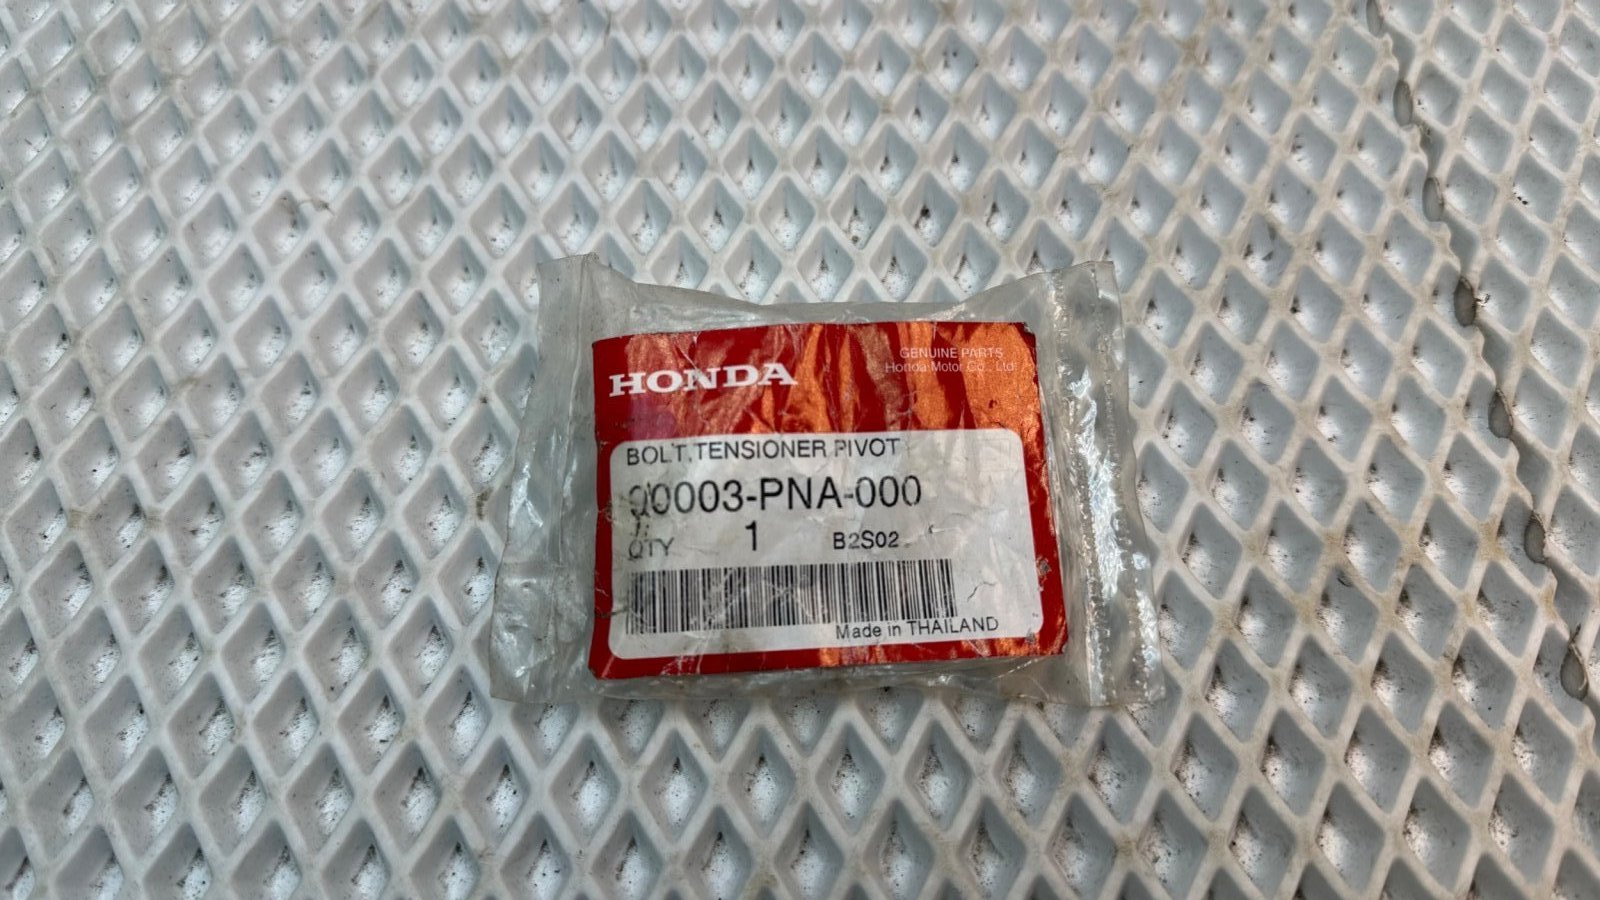 HONDA
GENUINE PARTS
Honda Motor Co., Ltd.
BOLT,TENSIONER PIVOT
90003-PNA-000
QTY 1 B2S02
Made in THAILAND